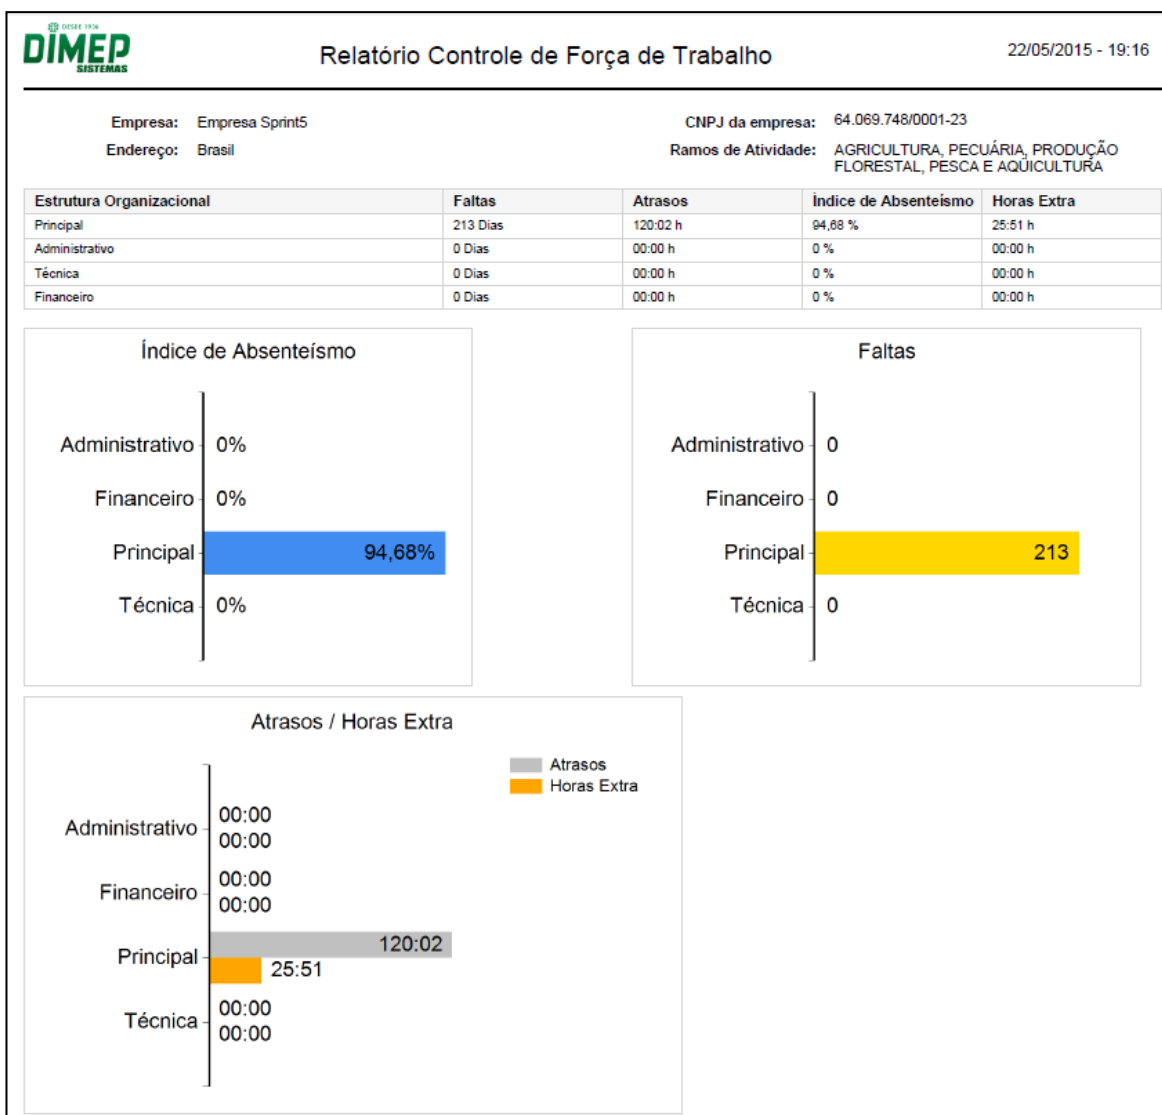 DESDE 1936
DIMEP
SISTEMAS
Relatório Controle de Força de Trabalho
22/05/2015 - 19:16
Empresa: Empresa Sprint5
CNPJ da empresa: 64.069.748/0001-23
Endereço: Brasil
Ramos de Atividade: AGRICULTURA, PECUÁRIA, PRODUÇÃO
FLORESTAL, PESCA E AQÜICULTURA
Estrutura Organizacional Faltas Atrasos Índice de Absenteísmo Horas Extra
Principal 213 Dias 120:02 h 94,68 % 25:51 h
Administrativo 0 Dias 00:00 h 0 % 00:00 h
Técnica 0 Dias 00:00 h 0 % 00:00 h
Financeiro 0 Dias 00:00 h 0 % 00:00 h
Índice de Absenteísmo
Administrativo 0%
Financeiro 0%
Principal 94,68%
Técnica 0%
Faltas
Administrativo 0
Financeiro 0
Principal 213
Técnica 0
Atrasos / Horas Extra
Atrasos
Horas Extra
Administrativo 00:00
00:00
Financeiro 00:00
00:00
Principal 120:02
25:51
Técnica 00:00
00:00